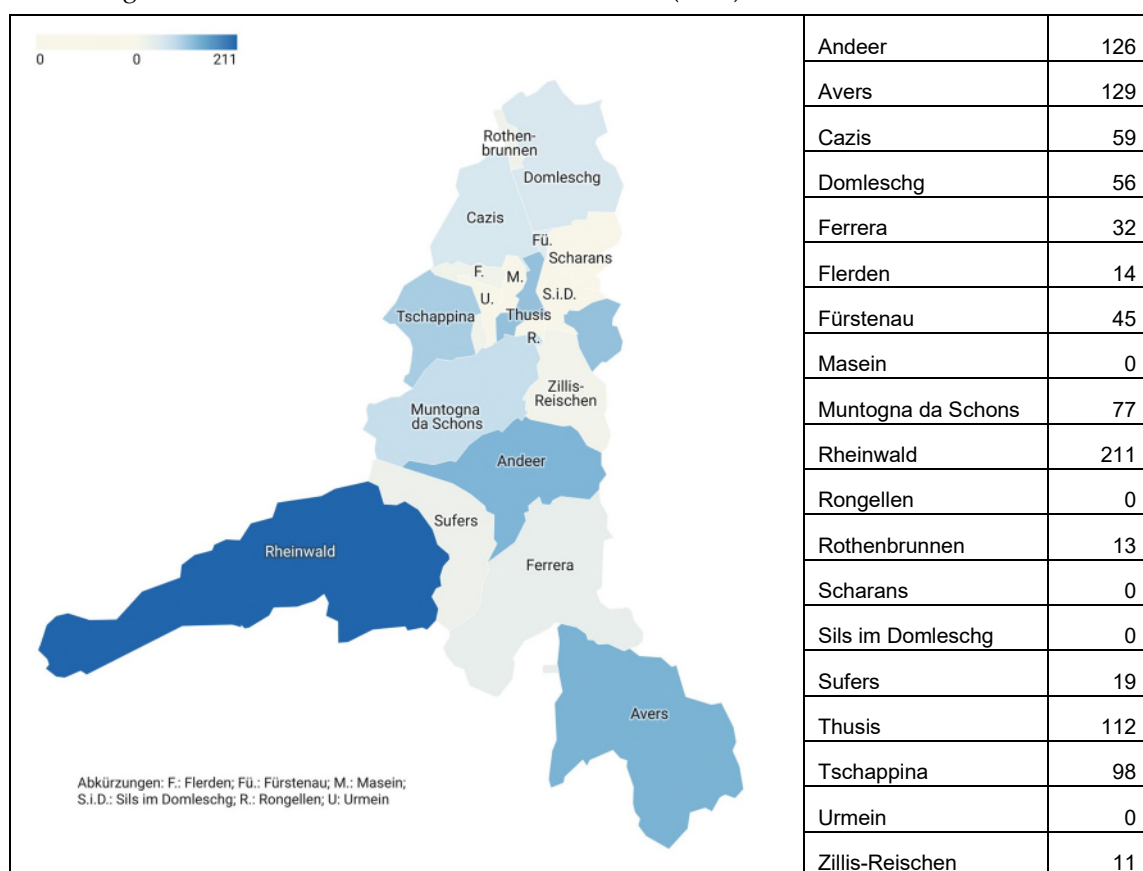 0 0 211
Rothen-
brunnen
Domleschg
Cazis
Fü.
Scharans
F.
M.
U.
S.i.D.
Tschappina
Thusis
R.
Zillis-
Reischen
Muntogna
da Schons
Andeer
Sufers
Rheinwald
Ferrera
Avers
Abkürzungen: F.: Flerden; Fü.: Fürstenau; M.: Masein;
S.i.D.: Sils im Domleschg; R.: Rongellen; U: Urmein
Andeer 126
Avers 129
Cazis 59
Domleschg 56
Ferrera 32
Flerden 14
Fürstenau 45
Masein 0
Muntogna da Schons 77
Rheinwald 211
Rongellen 0
Rothenbrunnen 13
Scharans 0
Sils im Domleschg 0
Sufers 19
Thusis 112
Tschappina 98
Urmein 0
Zillis-Reischen 11